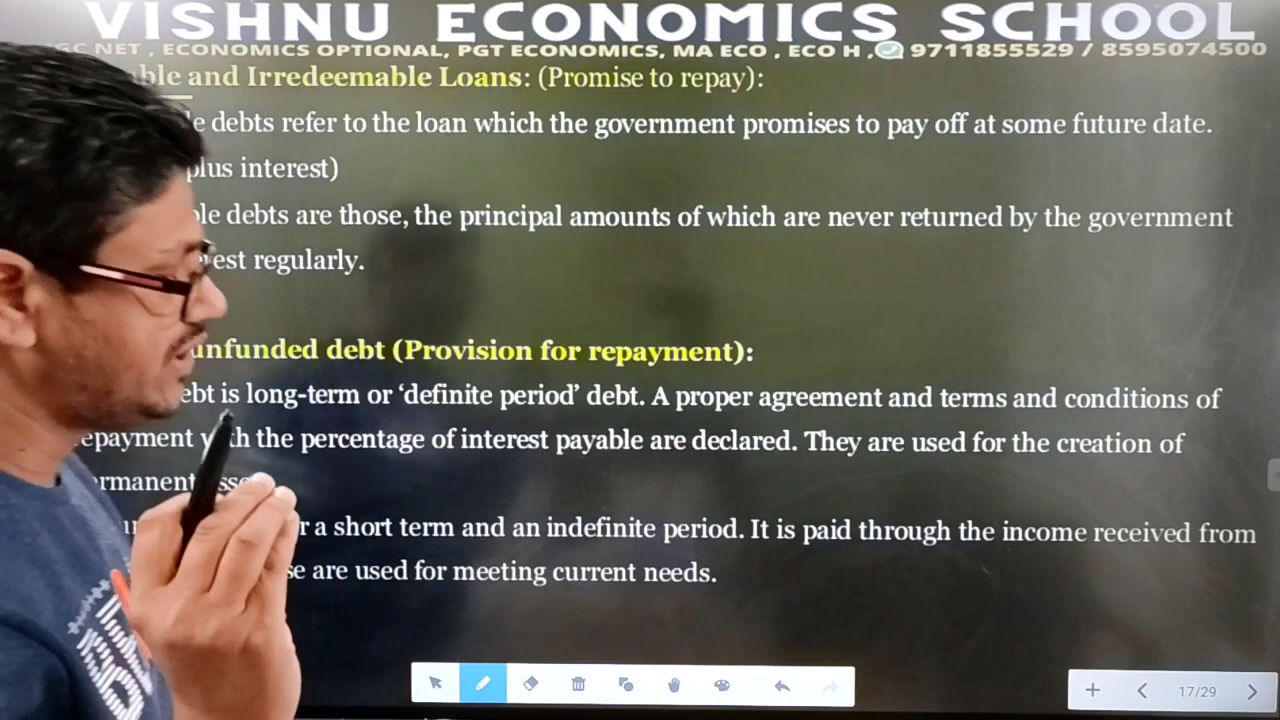 VISHNU ECONOMICS SCHOOL
GC NET , ECONOMICS OPTIONAL, PGT ECONOMICS, MA ECO , ECO H , 9711855529 / 8595074500
ble and Irredeemable Loans: (Promise to repay):
e debts refer to the loan which the government promises to pay off at some future date.
plus interest)
ble debts are those, the principal amounts of which are never returned by the government
rest regularly.
unfunded debt (Provision for repayment):
ebt is long-term or ‘definite period’ debt. A proper agreement and terms and conditions of
epayment with the percentage of interest payable are declared. They are used for the creation of
rmanent
r a short term and an indefinite period. It is paid through the income received from
se are used for meeting current needs.
17/29